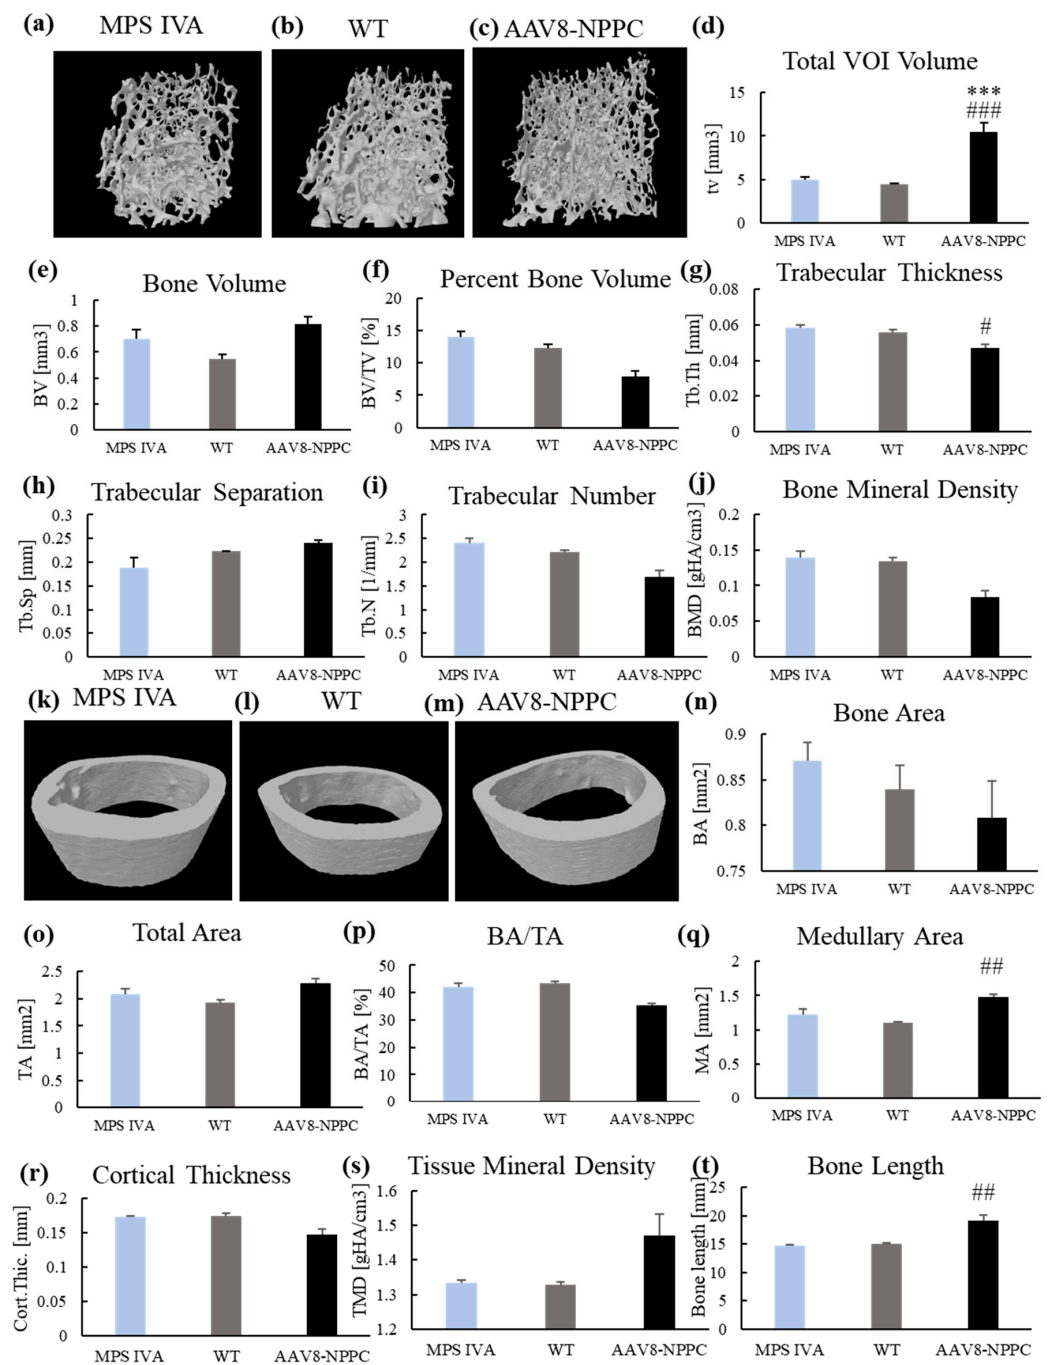 (a) MPS IVA
(b) WT
(c) AAV8-NPPC
(d)
Total VOI Volume
tv [mm3]
15
10
5
0
***
###
MPS IVA WT AAV8-NPPC
(e)
Bone Volume
BV [mm3]
1
0.8
0.6
0.4
0.2
0
MPS IVA WT AAV8-NPPC
(f)
Percent Bone Volume
BV/TV [%]
20
15
10
5
0
MPS IVA WT AAV8-NPPC
(g)
Trabecular Thickness
Tb.Th [mm]
0.08
0.06
0.04
0.02
0
#
MPS IVA WT AAV8-NPPC
(h)
Trabecular Separation
Tb.Sp [mm]
0.3
0.25
0.2
0.15
0.1
0.05
0
MPS IVA WT AAV8-NPPC
(i)
Trabecular Number
Tb.N [1/mm]
3
2.5
2
1.5
1
0.5
0
MPS IVA WT AAV8-NPPC
(j)
Bone Mineral Density
BMD [gHA/cm3]
0.2
0.15
0.1
0.05
0
MPS IVA WT AAV8-NPPC
(k) MPS IVA
(l) WT
(m) AAV8-NPPC
(n)
Bone Area
BA [mm2]
0.9
0.85
0.8
0.75
MPS IVA WT AAV8-NPPC
(o)
Total Area
TA [mm2]
2.5
2
1.5
1
0.5
0
MPS IVA WT AAV8-NPPC
(p)
BA/TA
BA/TA [%]
50
40
30
20
10
0
MPS IVA WT AAV8-NPPC
(q)
Medullary Area
MA [mm2]
2
1.5
1
0.5
0
##
MPS IVA WT AAV8-NPPC
(r)
Cortical Thickness
Cort.Thic. [mm]
0.2
0.15
0.1
0.05
0
MPS IVA WT AAV8-NPPC
(s)
Tissue Mineral Density
TMD [gHA/cm3]
1.6
1.5
1.4
1.3
1.2
MPS IVA WT AAV8-NPPC
(t)
Bone Length
Bone length [mm]
25
20
15
10
5
0
##
MPS IVA WT AAV8-NPPC